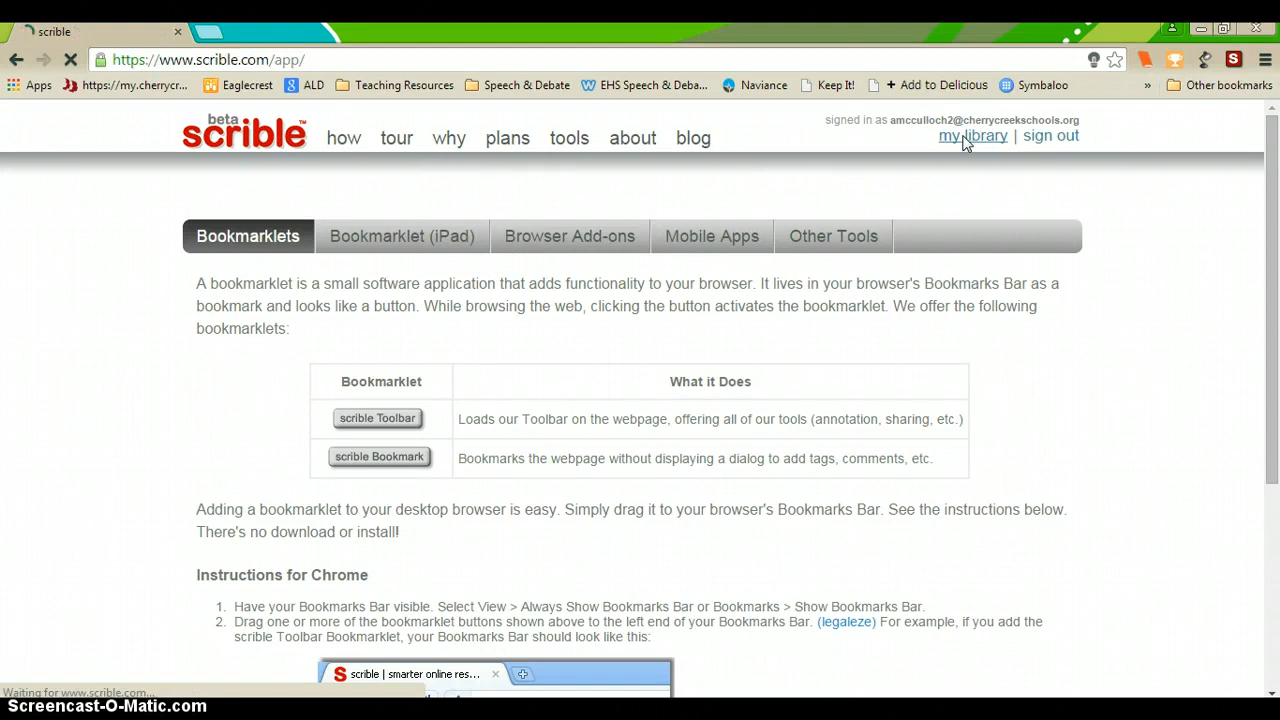 scrible
https://www.scrible.com/app/
Apps https://my.cherrycr... Eaglecrest ALD Teaching Resources Speech & Debate EHS Speech & Deba... Naviance Keep It! + Add to Delicious Symbaloo » Other bookmarks
beta
scrible how tour why plans tools about blog
signed in as amcculloch2@cherrycreekschools.org
my library | sign out
Bookmarklets Bookmarklet (iPad) Browser Add-ons Mobile Apps Other Tools
A bookmarklet is a small software application that adds functionality to your browser. It lives in your browser's Bookmarks Bar as a
bookmark and looks like a button. While browsing the web, clicking the button activates the bookmarklet. We offer the following
bookmarklets:
Bookmarklet What it Does
scrible Toolbar Loads our Toolbar on the webpage, offering all of our tools (annotation, sharing, etc.)
scrible Bookmark Bookmarks the webpage without displaying a dialog to add tags, comments, etc.
Adding a bookmarklet to your desktop browser is easy. Simply drag it to your browser's Bookmarks Bar. See the instructions below.
There's no download or install!
Instructions for Chrome
1. Have your Bookmarks Bar visible. Select View > Always Show Bookmarks Bar or Bookmarks > Show Bookmarks Bar.
2. Drag one or more of the bookmarklet buttons shown above to the left end of your Bookmarks Bar. (legaleze) For example, if you add the
scrible Toolbar Bookmarklet, your Bookmarks Bar should look like this:
S scrible | smarter online res...
Waiting for www.scrible.com...
Screencast-O-Matic.com